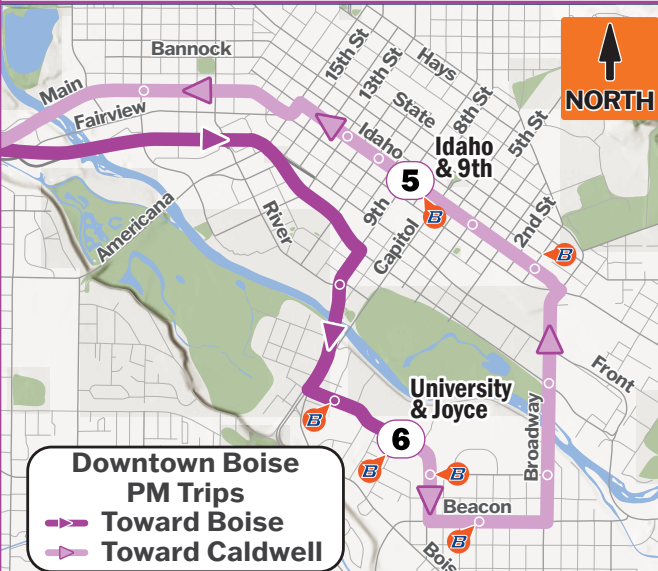 Bannock
15th St
13th St
Hays
State
8th St
5th St
NORTH
Main
Fairview
Idaho
Idaho
& 9th
5
B
9th
Capitol
2nd St
B
Americana
River
Front
University
& Joyce
B
6
B
B
Broadway
Beacon
B
Bois
Downtown Boise
PM Trips
Toward Boise
Toward Caldwell